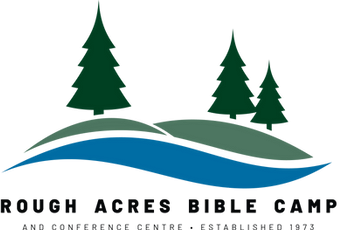 ROUGH ACRES BIBLE CAMP
AND CONFERENCE CENTRE • ESTABLISHED 1973